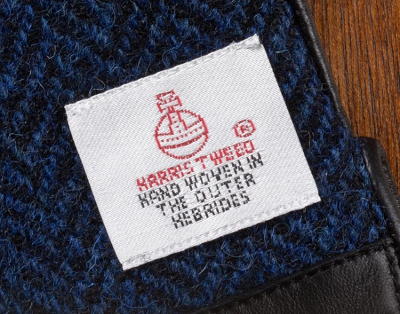 ®
HARRIS TWEED
HAND WOVEN IN
THE OUTER
HEBRIDES